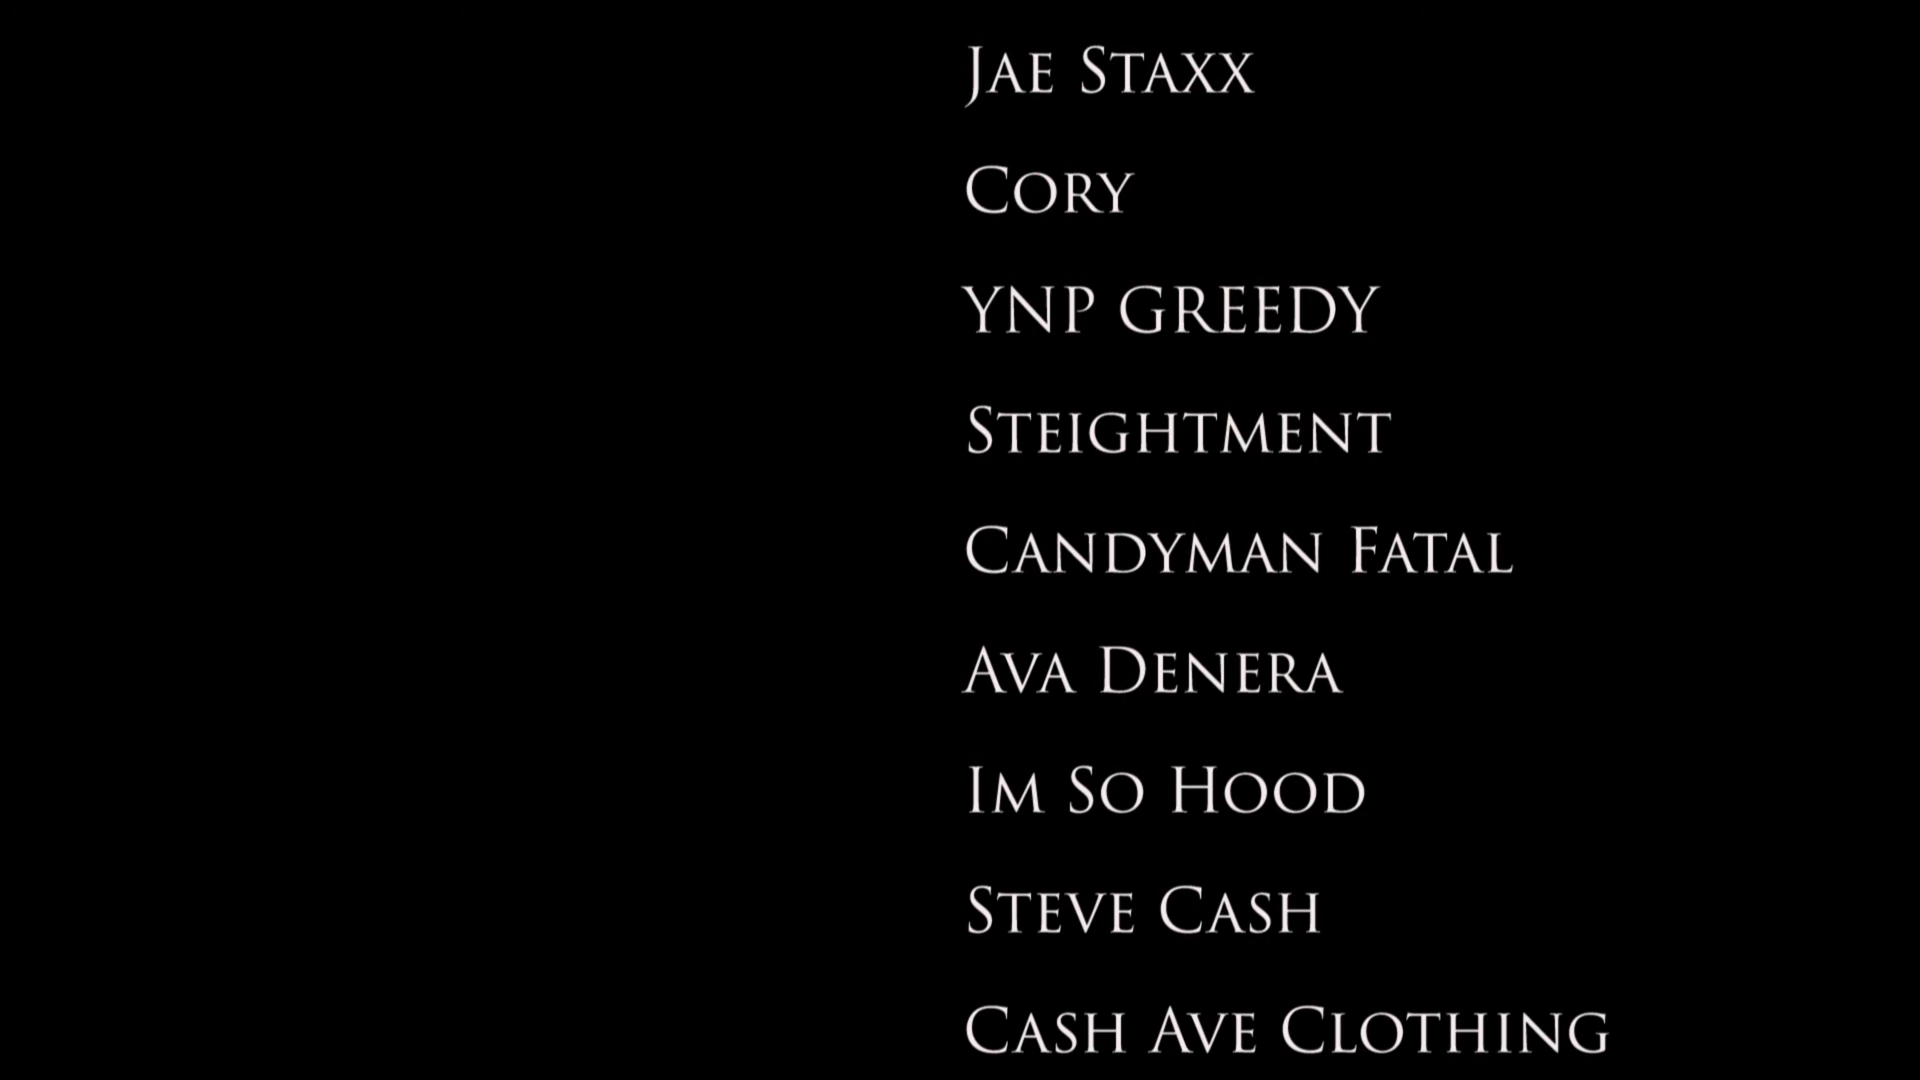 Jae Staxx
Cory
YNP GREEDY
Steightment
Candyman Fatal
Ava Denera
Im So Hood
Steve Cash
Cash Ave Clothing